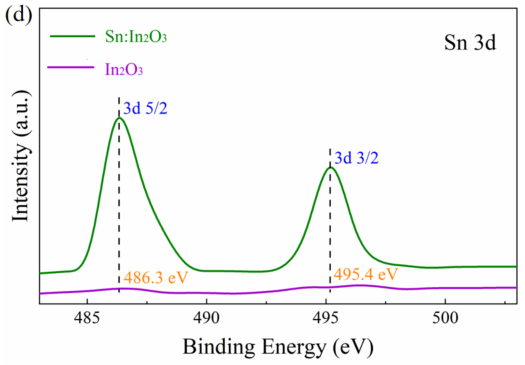 (d)
Sn:In₂O₃
In₂O₃
Sn 3d
3d 5/2
3d 3/2
486.3 eV
495.4 eV
Intensity (a.u.)
485 490 495 500
Binding Energy (eV)